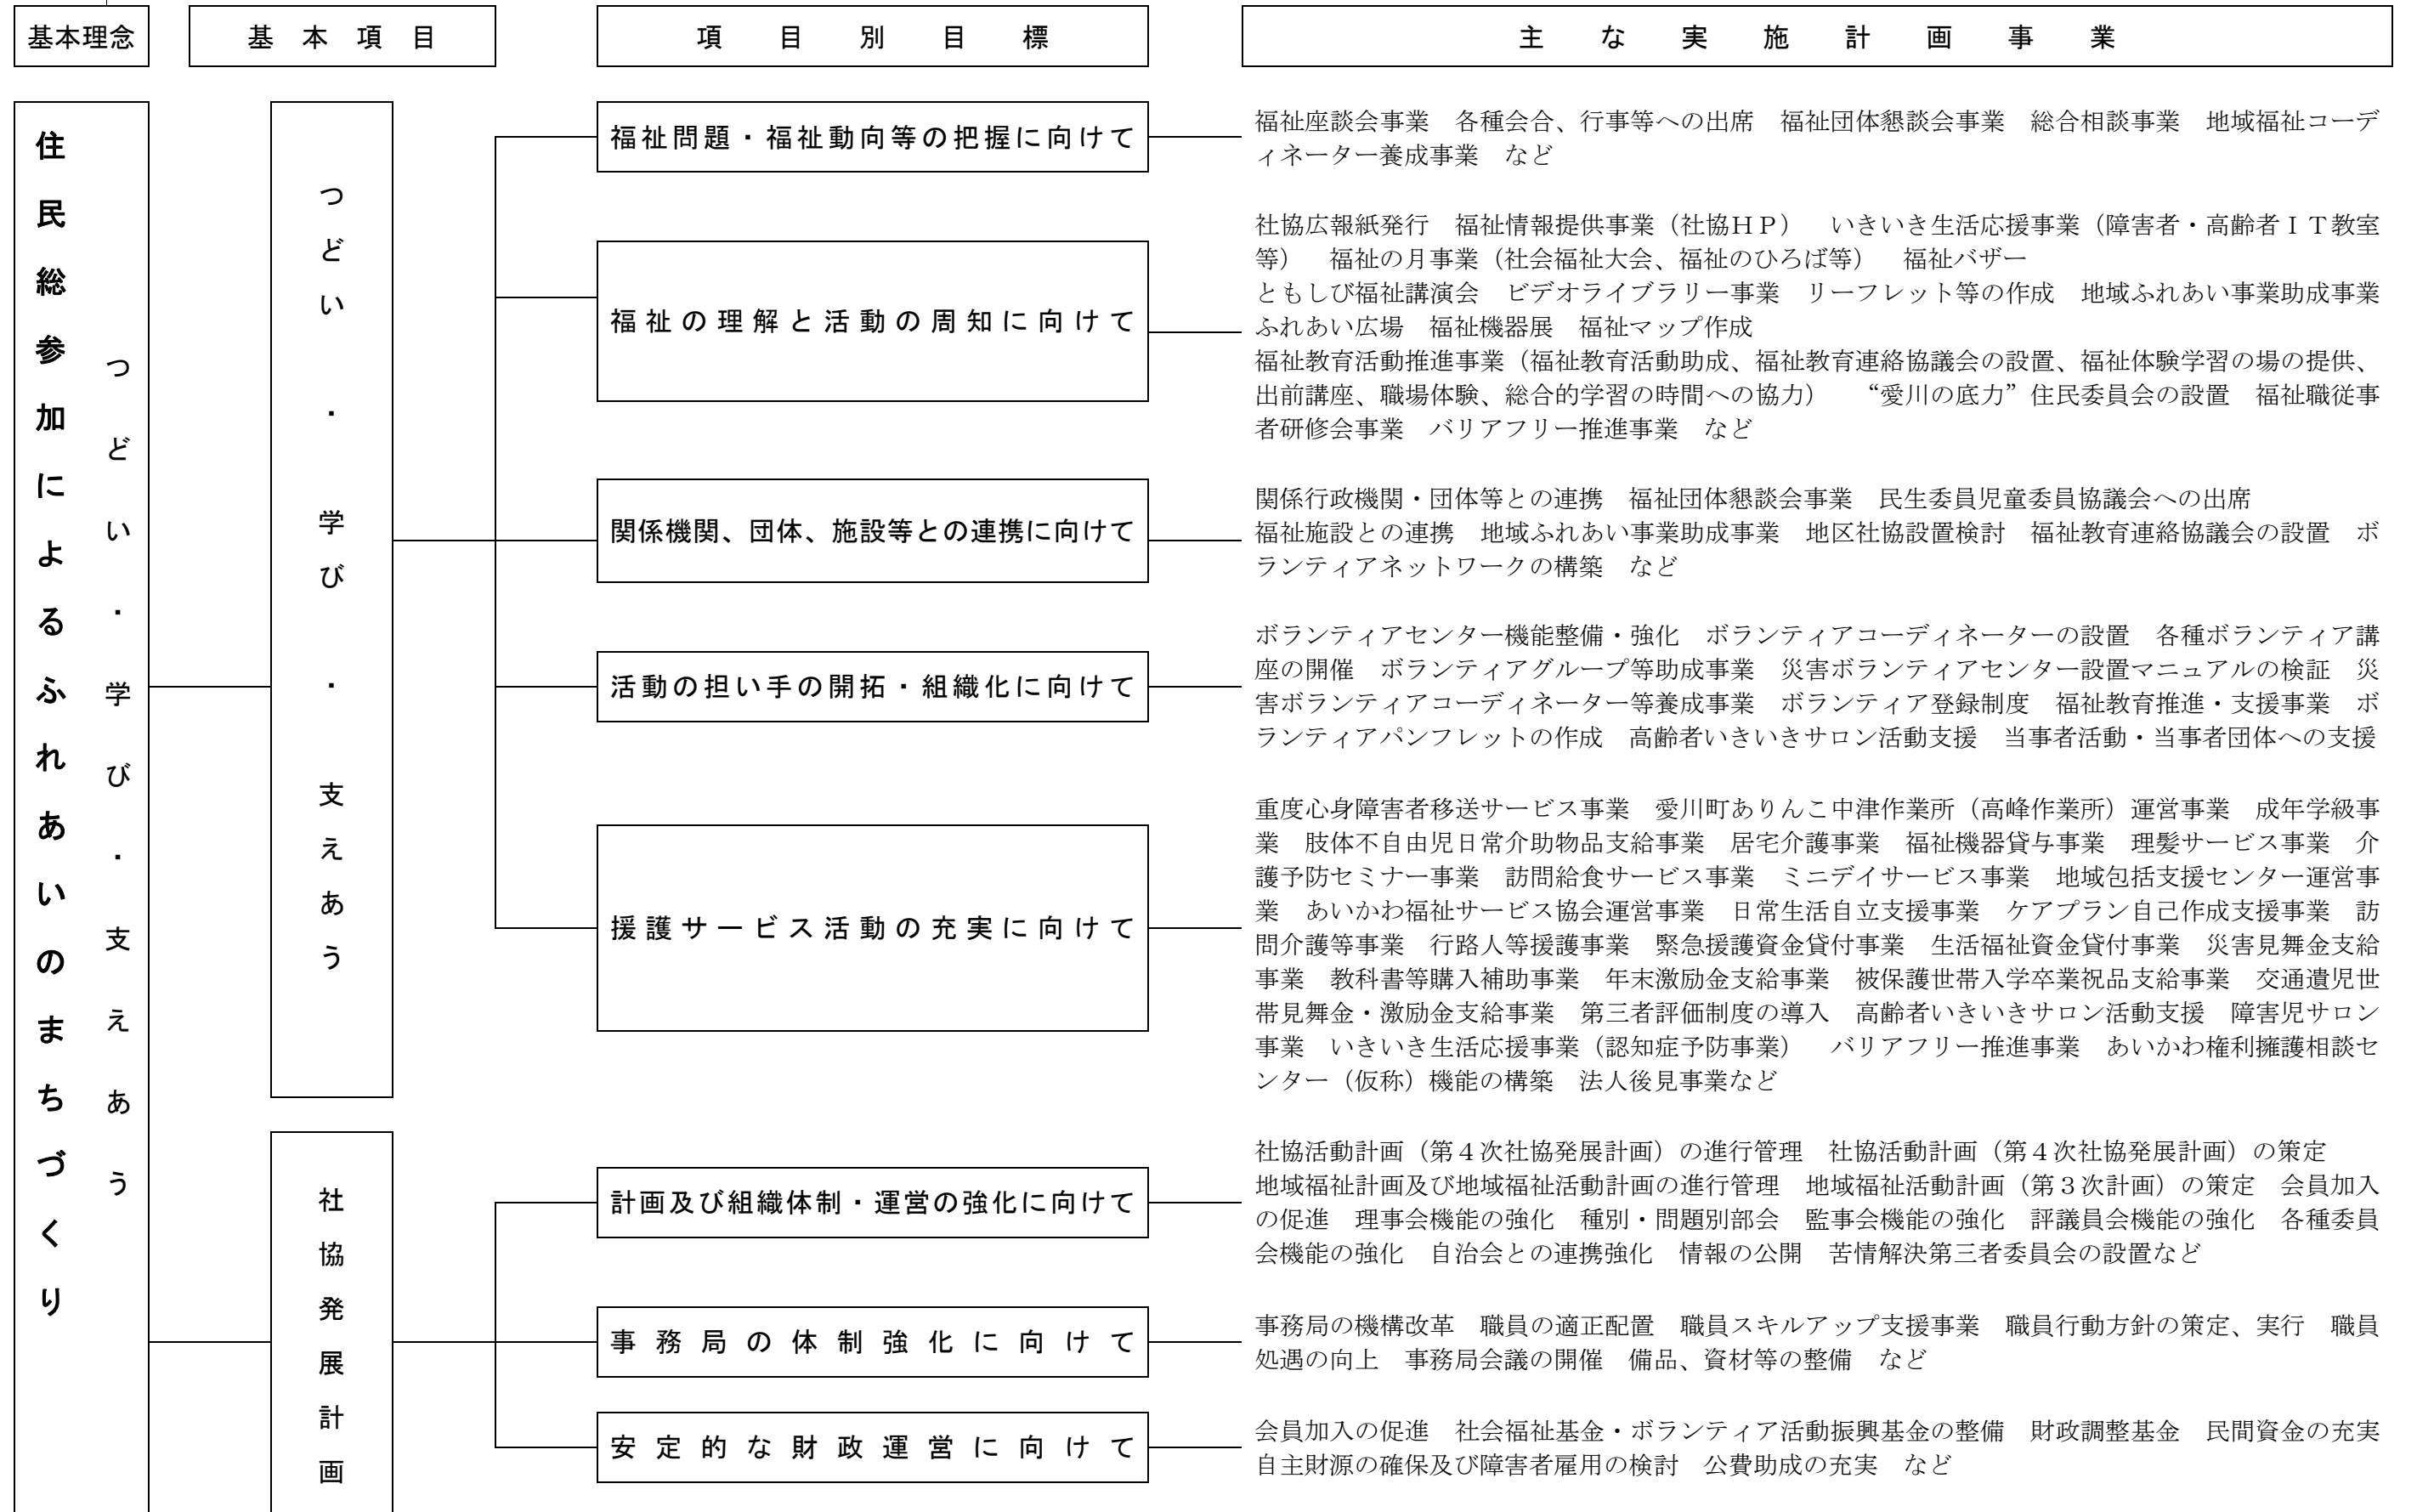 基本理念
基本項目
項目別目標
主な実施計画事業
住民総参加によるふれあいのまちづくり
つどい・学び・支えあう
つどい・学び・支えあう
福祉問題・福祉動向等の把握に向けて
福祉座談会事業　各種会合、行事等への出席　福祉団体懇談会事業　総合相談事業　地域福祉コーデ
ィネーター養成事業　など
福祉の理解と活動の周知に向けて
社協広報紙発行　福祉情報提供事業（社協ＨＰ）　いきいき生活応援事業（障害者・高齢者ＩＴ教室
等）　福祉の月事業（社会福祉大会、福祉のひろば等）　福祉バザー
ともしび福祉講演会　ビデオライブラリー事業　リーフレット等の作成　地域ふれあい事業助成事業
ふれあい広場　福祉機器展　福祉マップ作成
福祉教育活動推進事業（福祉教育活動助成、福祉教育連絡協議会の設置、福祉体験学習の場の提供、
出前講座、職場体験、総合的学習の時間への協力）　“愛川の底力”住民委員会の設置　福祉職従事
者研修会事業　バリアフリー推進事業　など
関係機関、団体、施設等との連携に向けて
関係行政機関・団体等との連携　福祉団体懇談会事業　民生委員児童委員協議会への出席
福祉施設との連携　地域ふれあい事業助成事業　地区社協設置検討　福祉教育連絡協議会の設置　ボ
ランティアネットワークの構築　など
活動の担い手の開拓・組織化に向けて
ボランティアセンター機能整備・強化　ボランティアコーディネーターの設置　各種ボランティア講
座の開催　ボランティアグループ等助成事業　災害ボランティアセンター設置マニュアルの検証　災
害ボランティアコーディネーター等養成事業　ボランティア登録制度　福祉教育推進・支援事業　ボ
ランティアパンフレットの作成　高齢者いきいきサロン活動支援　当事者活動・当事者団体への支援
援護サービス活動の充実に向けて
重度心身障害者移送サービス事業　愛川町ありんこ中津作業所（高峰作業所）運営事業　成年学級事
業　肢体不自由児日常介助物品支給事業　居宅介護事業　福祉機器貸与事業　理髪サービス事業　介
護予防セミナー事業　訪問給食サービス事業　ミニデイサービス事業　地域包括支援センター運営事
業　あいかわ福祉サービス協会運営事業　日常生活自立支援事業　ケアプラン自己作成支援事業　訪
問介護等事業　行路人等援護事業　緊急援護資金貸付事業　生活福祉資金貸付事業　災害見舞金支給
事業　教科書等購入補助事業　年末激励金支給事業　被保護世帯入学卒業祝品支給事業　交通遺児世
帯見舞金・激励金支給事業　第三者評価制度の導入　高齢者いきいきサロン活動支援　障害児サロン
事業　いきいき生活応援事業（認知症予防事業）　バリアフリー推進事業　あいかわ権利擁護相談セ
ンター（仮称）機能の構築　法人後見事業など
社協発展計画
計画及び組織体制・運営の強化に向けて
社協活動計画（第４次社協発展計画）の進行管理　社協活動計画（第４次社協発展計画）の策定
地域福祉計画及び地域福祉活動計画の進行管理　地域福祉活動計画（第３次計画）の策定　会員加入
の促進　理事会機能の強化　種別・問題別部会　監事会機能の強化　評議員会機能の強化　各種委員
会機能の強化　自治会との連携強化　情報の公開　苦情解決第三者委員会の設置など
事務局の体制強化に向けて
事務局の機構改革　職員の適正配置　職員スキルアップ支援事業　職員行動方針の策定、実行　職員
処遇の向上　事務局会議の開催　備品、資材等の整備　など
安定的な財政運営に向けて
会員加入の促進　社会福祉基金・ボランティア活動振興基金の整備　財政調整基金　民間資金の充実
自主財源の確保及び障害者雇用の検討　公費助成の充実　など